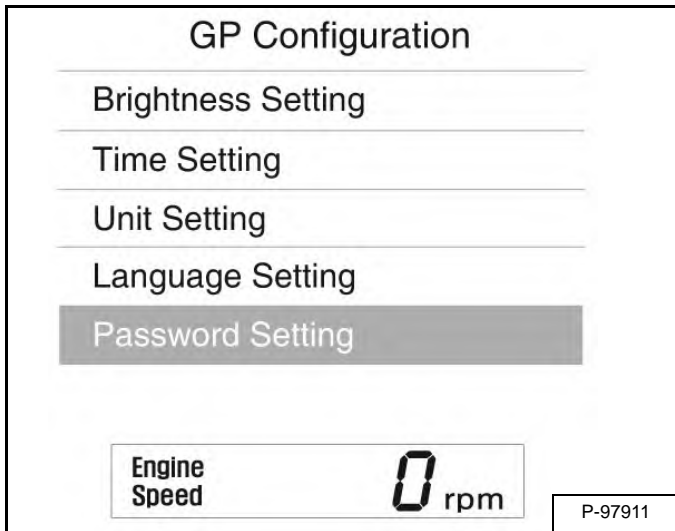 GP Configuration
Brightness Setting
Time Setting
Unit Setting
Language Setting
Password Setting
Engine
Speed
0 rpm
P-97911